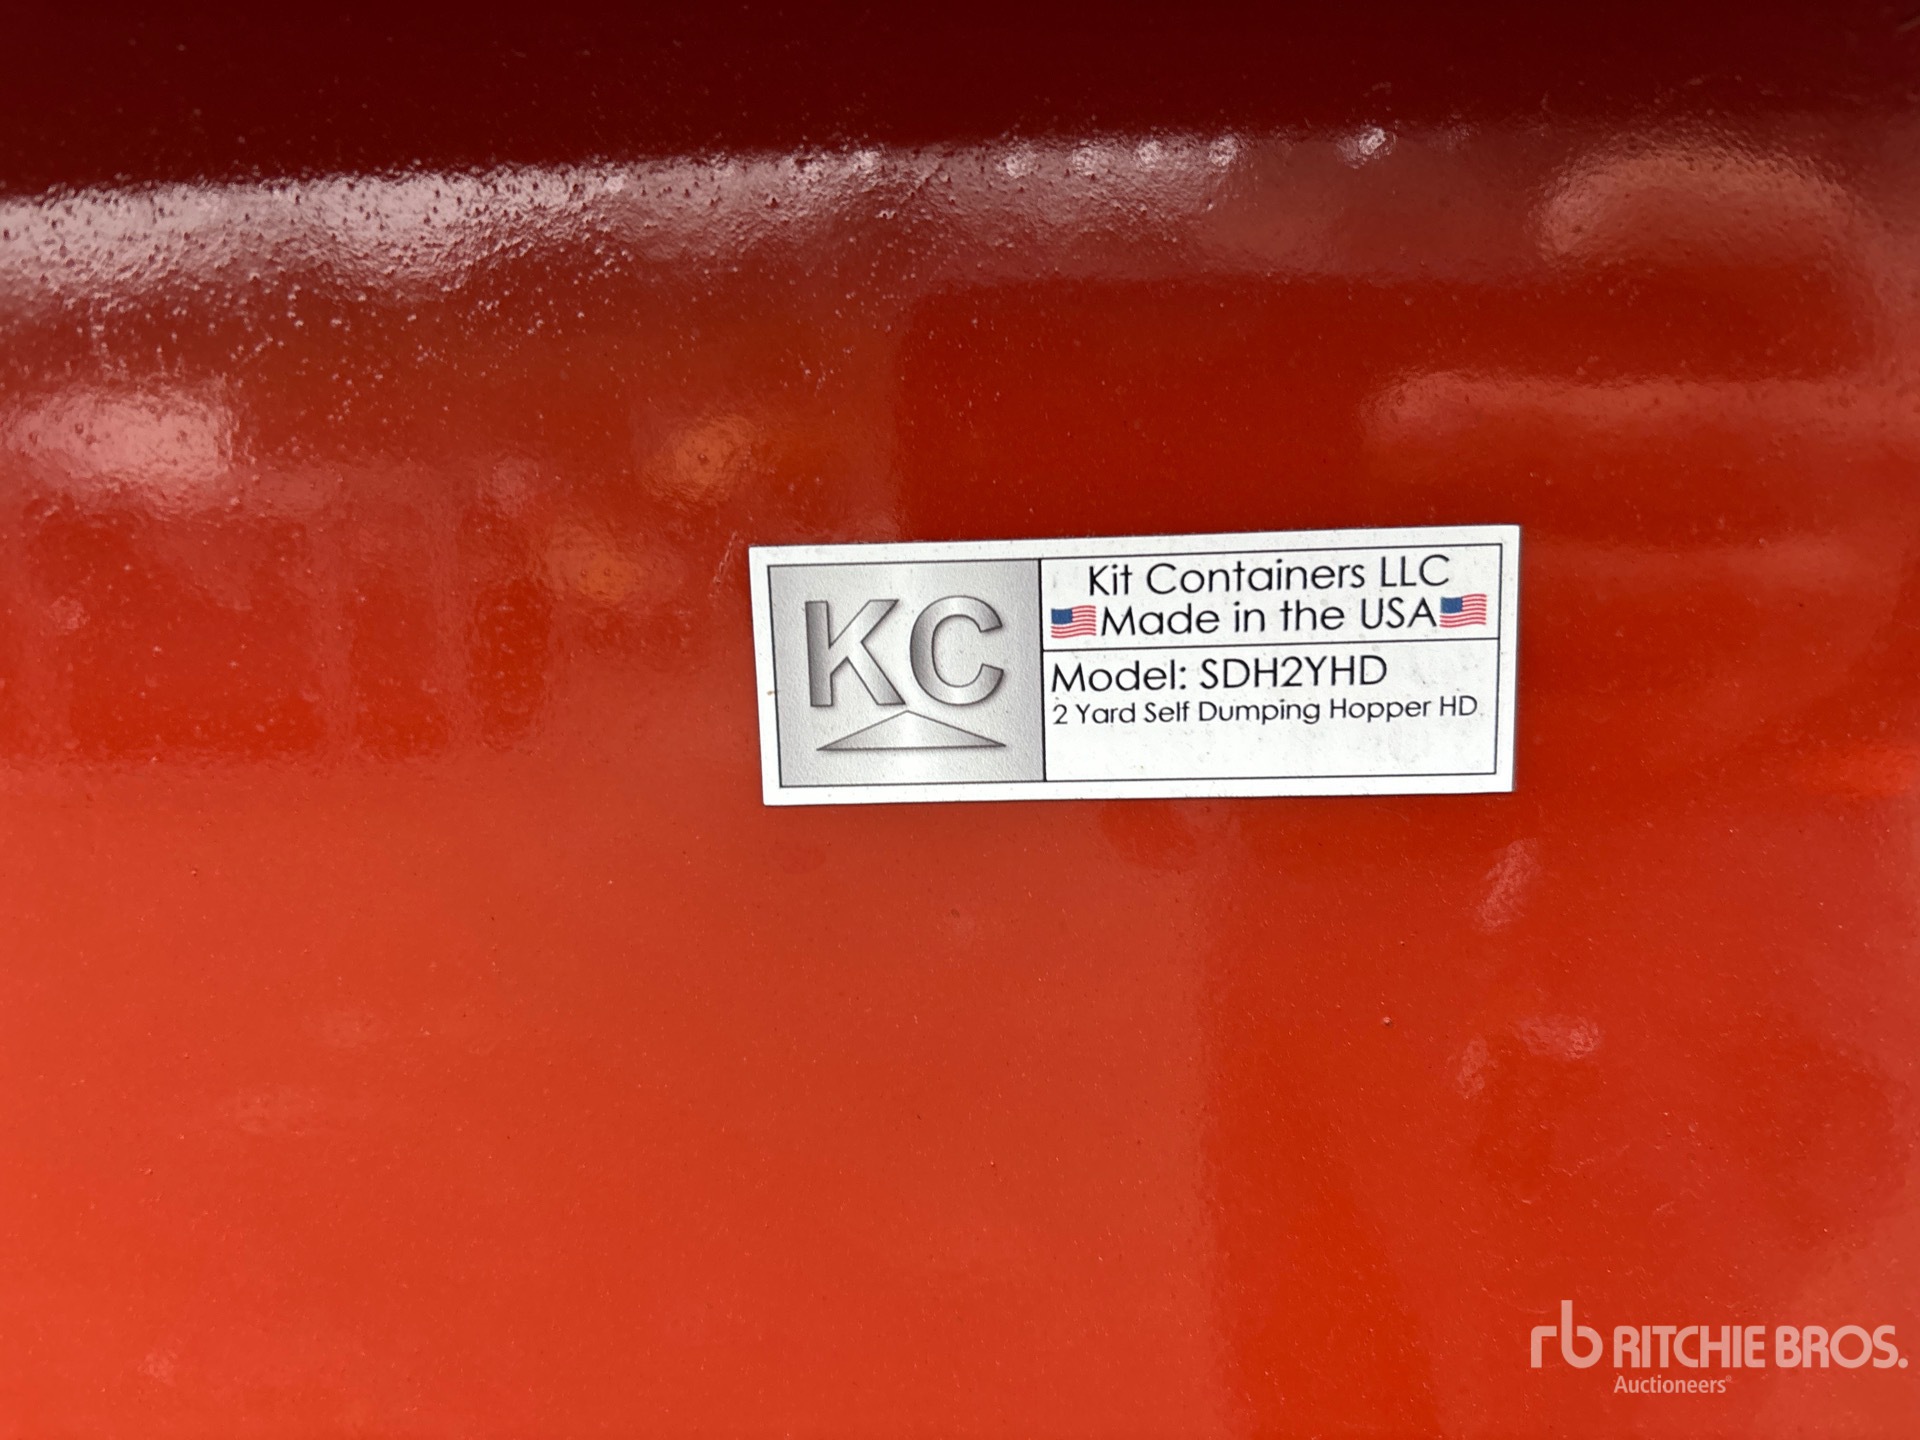 KC
Kit Containers LLC
Made in the USA
Model: SDH2YHD
2 Yard Self Dumping Hopper HD
rb RITCHIE BROS.
Auctioneers